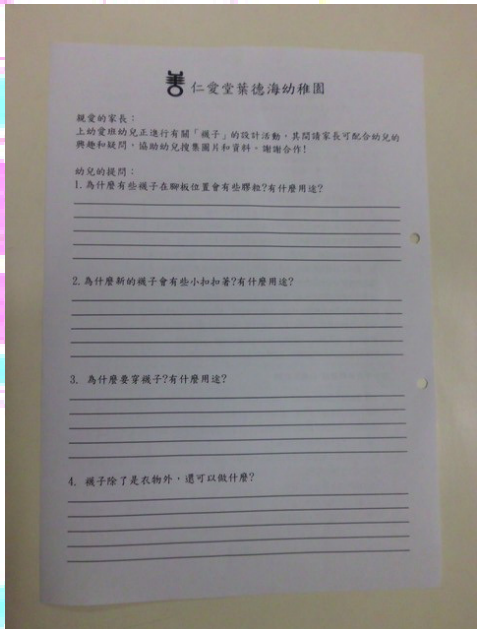 仁愛堂葉德海幼稚園
親愛的家長：
上幼愛班幼兒正進行有關「襪子」的設計活動，其間請家長可配合幼兒的
興趣和疑問，協助幼兒搜集圖片和資料。謝謝合作!
幼兒的提問：
1.為什麼有些襪子在腳板位置會有些膠粒?有什麼用途?
2.為什麼新的襪子會有些小扣扣著?有什麼用途?
3. 為什麼要穿襪子?有什麼用途?
4. 襪子除了是衣物外，還可以做什麼?